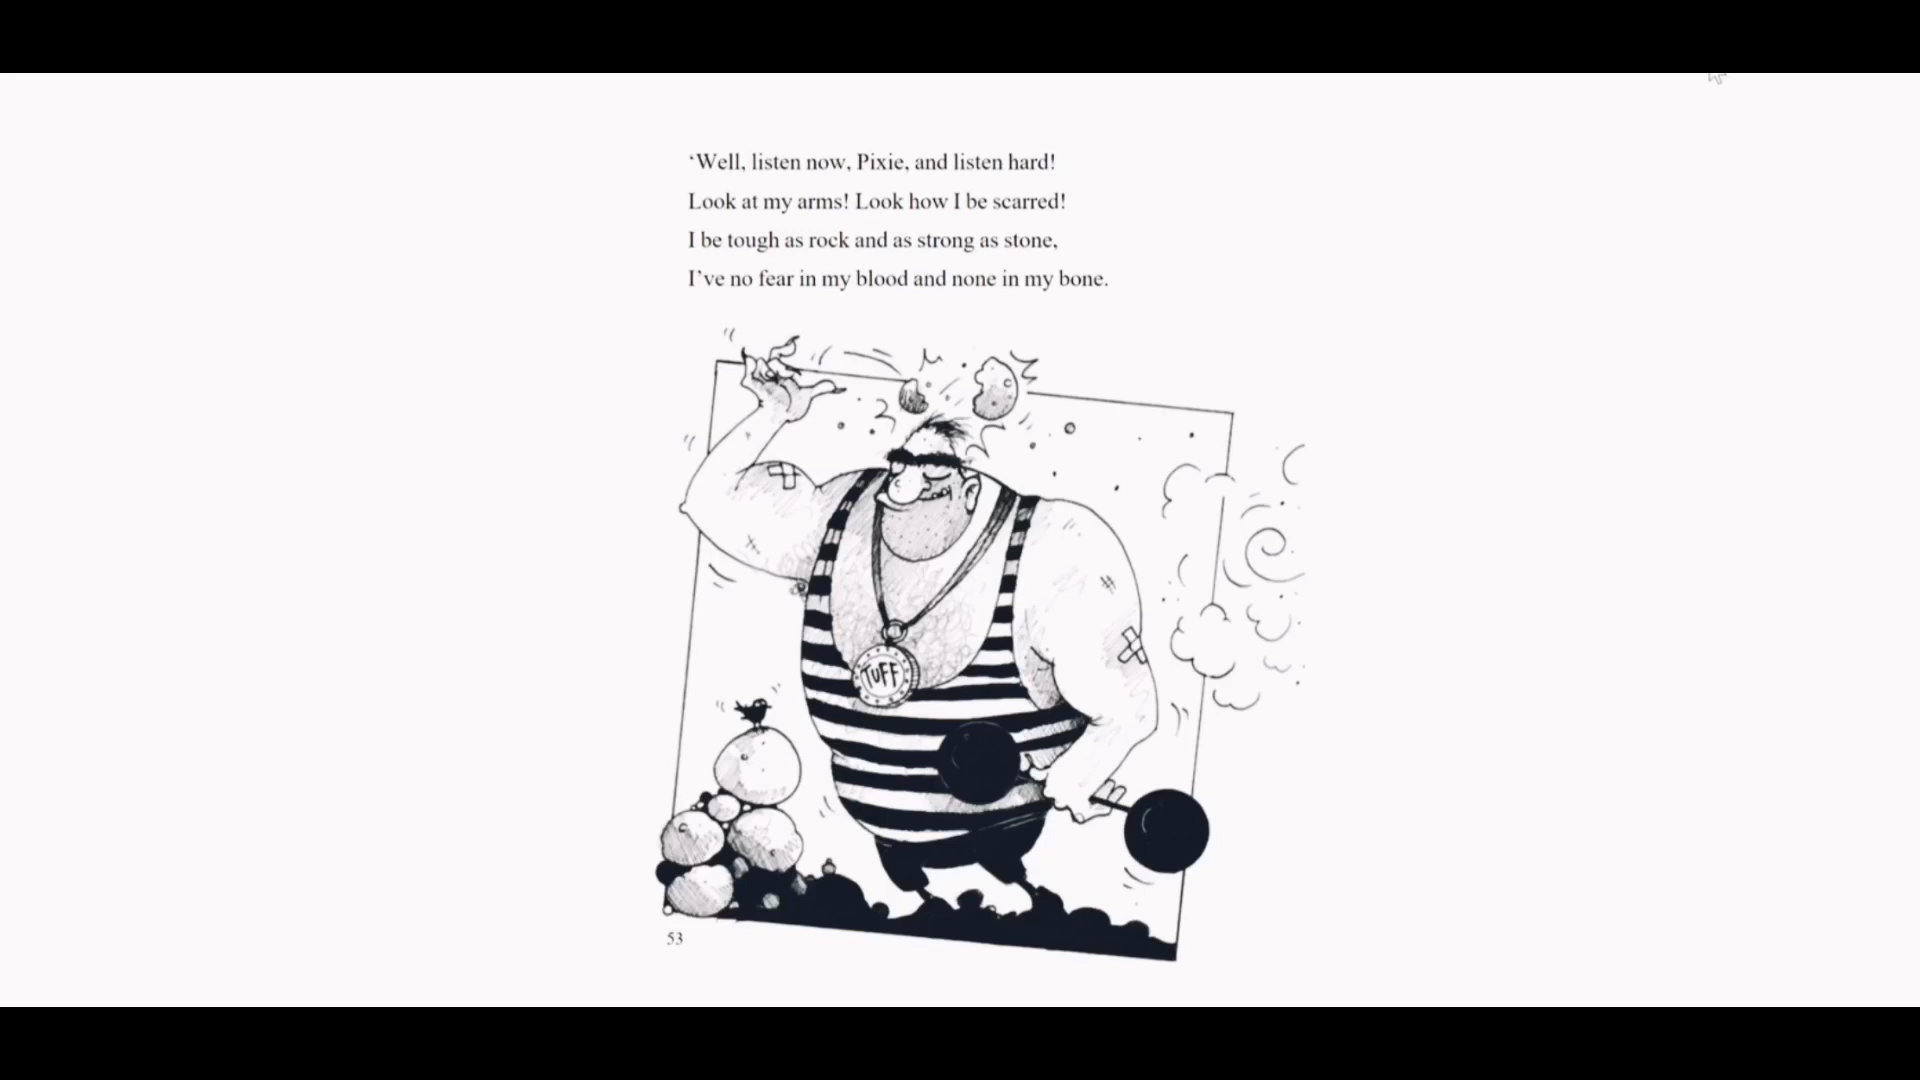 ‘Well, listen now, Pixie, and listen hard!
Look at my arms! Look how I be scarred!
I be tough as rock and as strong as stone,
I’ve no fear in my blood and none in my bone.
TUFF
53